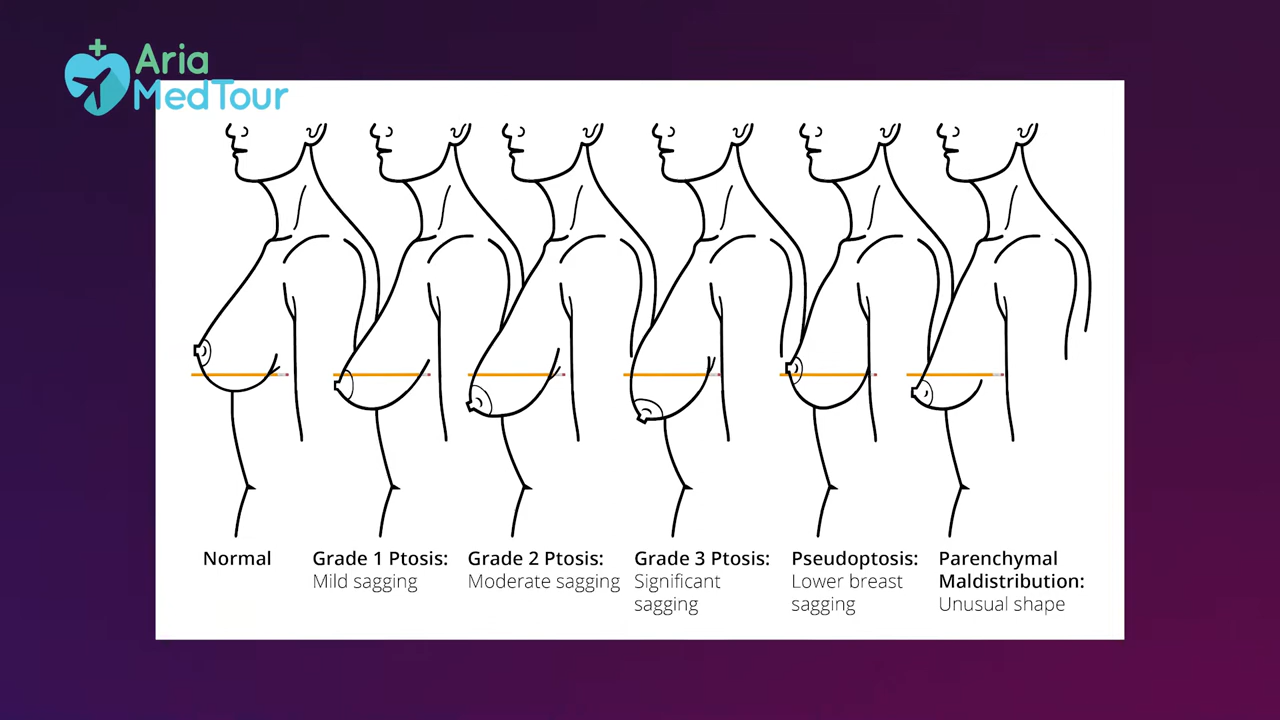 Aria
MedTour
Normal
Grade 1 Ptosis:
Mild sagging
Grade 2 Ptosis:
Moderate sagging
Grade 3 Ptosis:
Significant
sagging
Pseudoptosis:
Lower breast
sagging
Parenchymal
Maldistribution:
Unusual shape